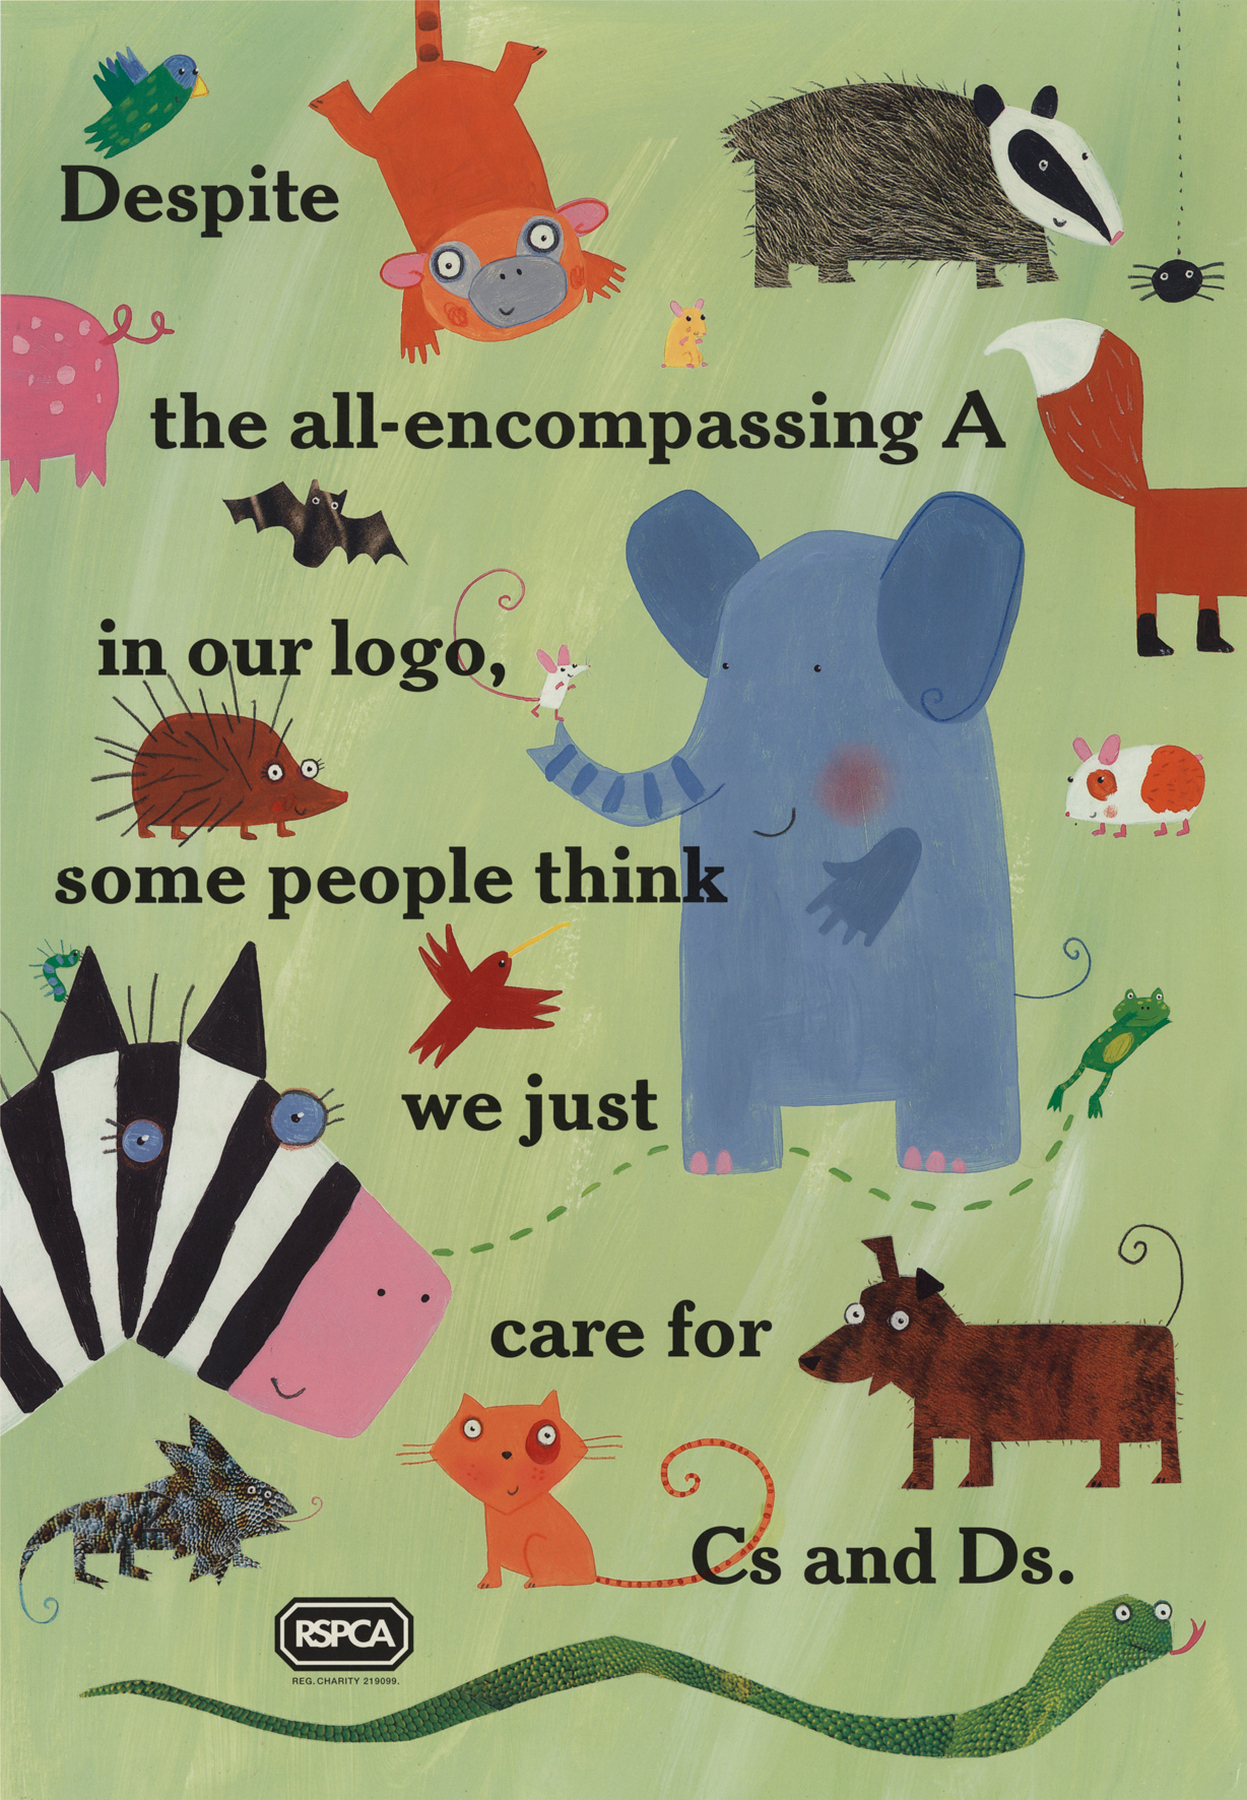 Despite
the all-encompassing A
in our logo,
some people think
we just
care for
Cs and Ds.
RSPCA
REG. CHARITY 219099.